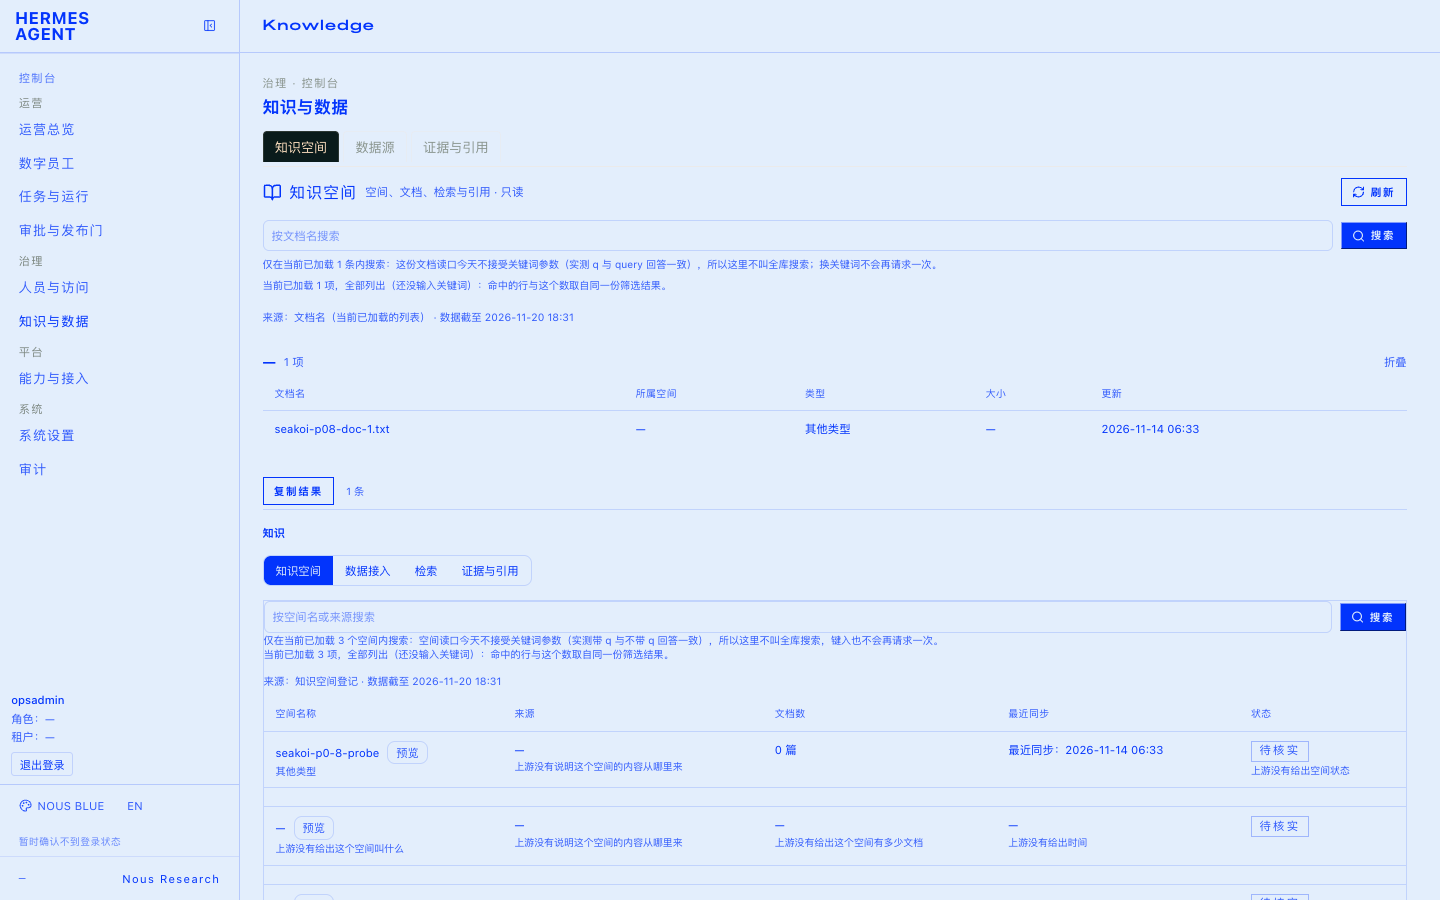 HERMES
AGENT
控制台
运营
运营总览
数字员工
任务与运行
审批与发布门
治理
人员与访问
知识与数据
平台
能力与接入
系统
系统设置
审计
opsadmin
角色：—
租户：—
退出登录
NOUS BLUE EN
暂时确认不到登录状态
— Nous Research
Knowledge
治理 · 控制台
知识与数据
知识空间 数据源 证据与引用
知识空间 空间、文档、检索与引用 · 只读 刷新
按文档名搜索 搜索
仅在当前已加载 1 条内搜索：这份文档读口今天不接受关键词参数（实测 q 与 query 回答一致），所以这里不叫全库搜索；换关键词不会再请求一次。
当前已加载 1 项，全部列出（还没输入关键词）：命中的行与这个数取自同一份筛选结果。
来源：文档名（当前已加载的列表） · 数据截至 2026-11-20 18:31
— 1 项 折叠
文档名 所属空间 类型 大小 更新
seakoi-p08-doc-1.txt — 其他类型 — 2026-11-14 06:33
复制结果 1 条
知识
知识空间 数据接入 检索 证据与引用
按空间名或来源搜索 搜索
仅在当前已加载 3 个空间内搜索：空间读口今天不接受关键词参数（实测带 q 与不带 q 回答一致），所以这里不叫全库搜索，键入也不会再请求一次。
当前已加载 3 项，全部列出（还没输入关键词）：命中的行与这个数取自同一份筛选结果。
来源：知识空间登记 · 数据截至 2026-11-20 18:31
空间名称 来源 文档数 最近同步 状态
seakoi-p0-8-probe 预览 — 0 篇 最近同步：2026-11-14 06:33 待核实
其他类型 上游没有说明这个空间的内容从哪里来 上游没有给出空间状态
— 预览 — — — 待核实
上游没有给出这个空间叫什么 上游没有说明这个空间的内容从哪里来 上游没有给出这个空间有多少文档 上游没有给出时间